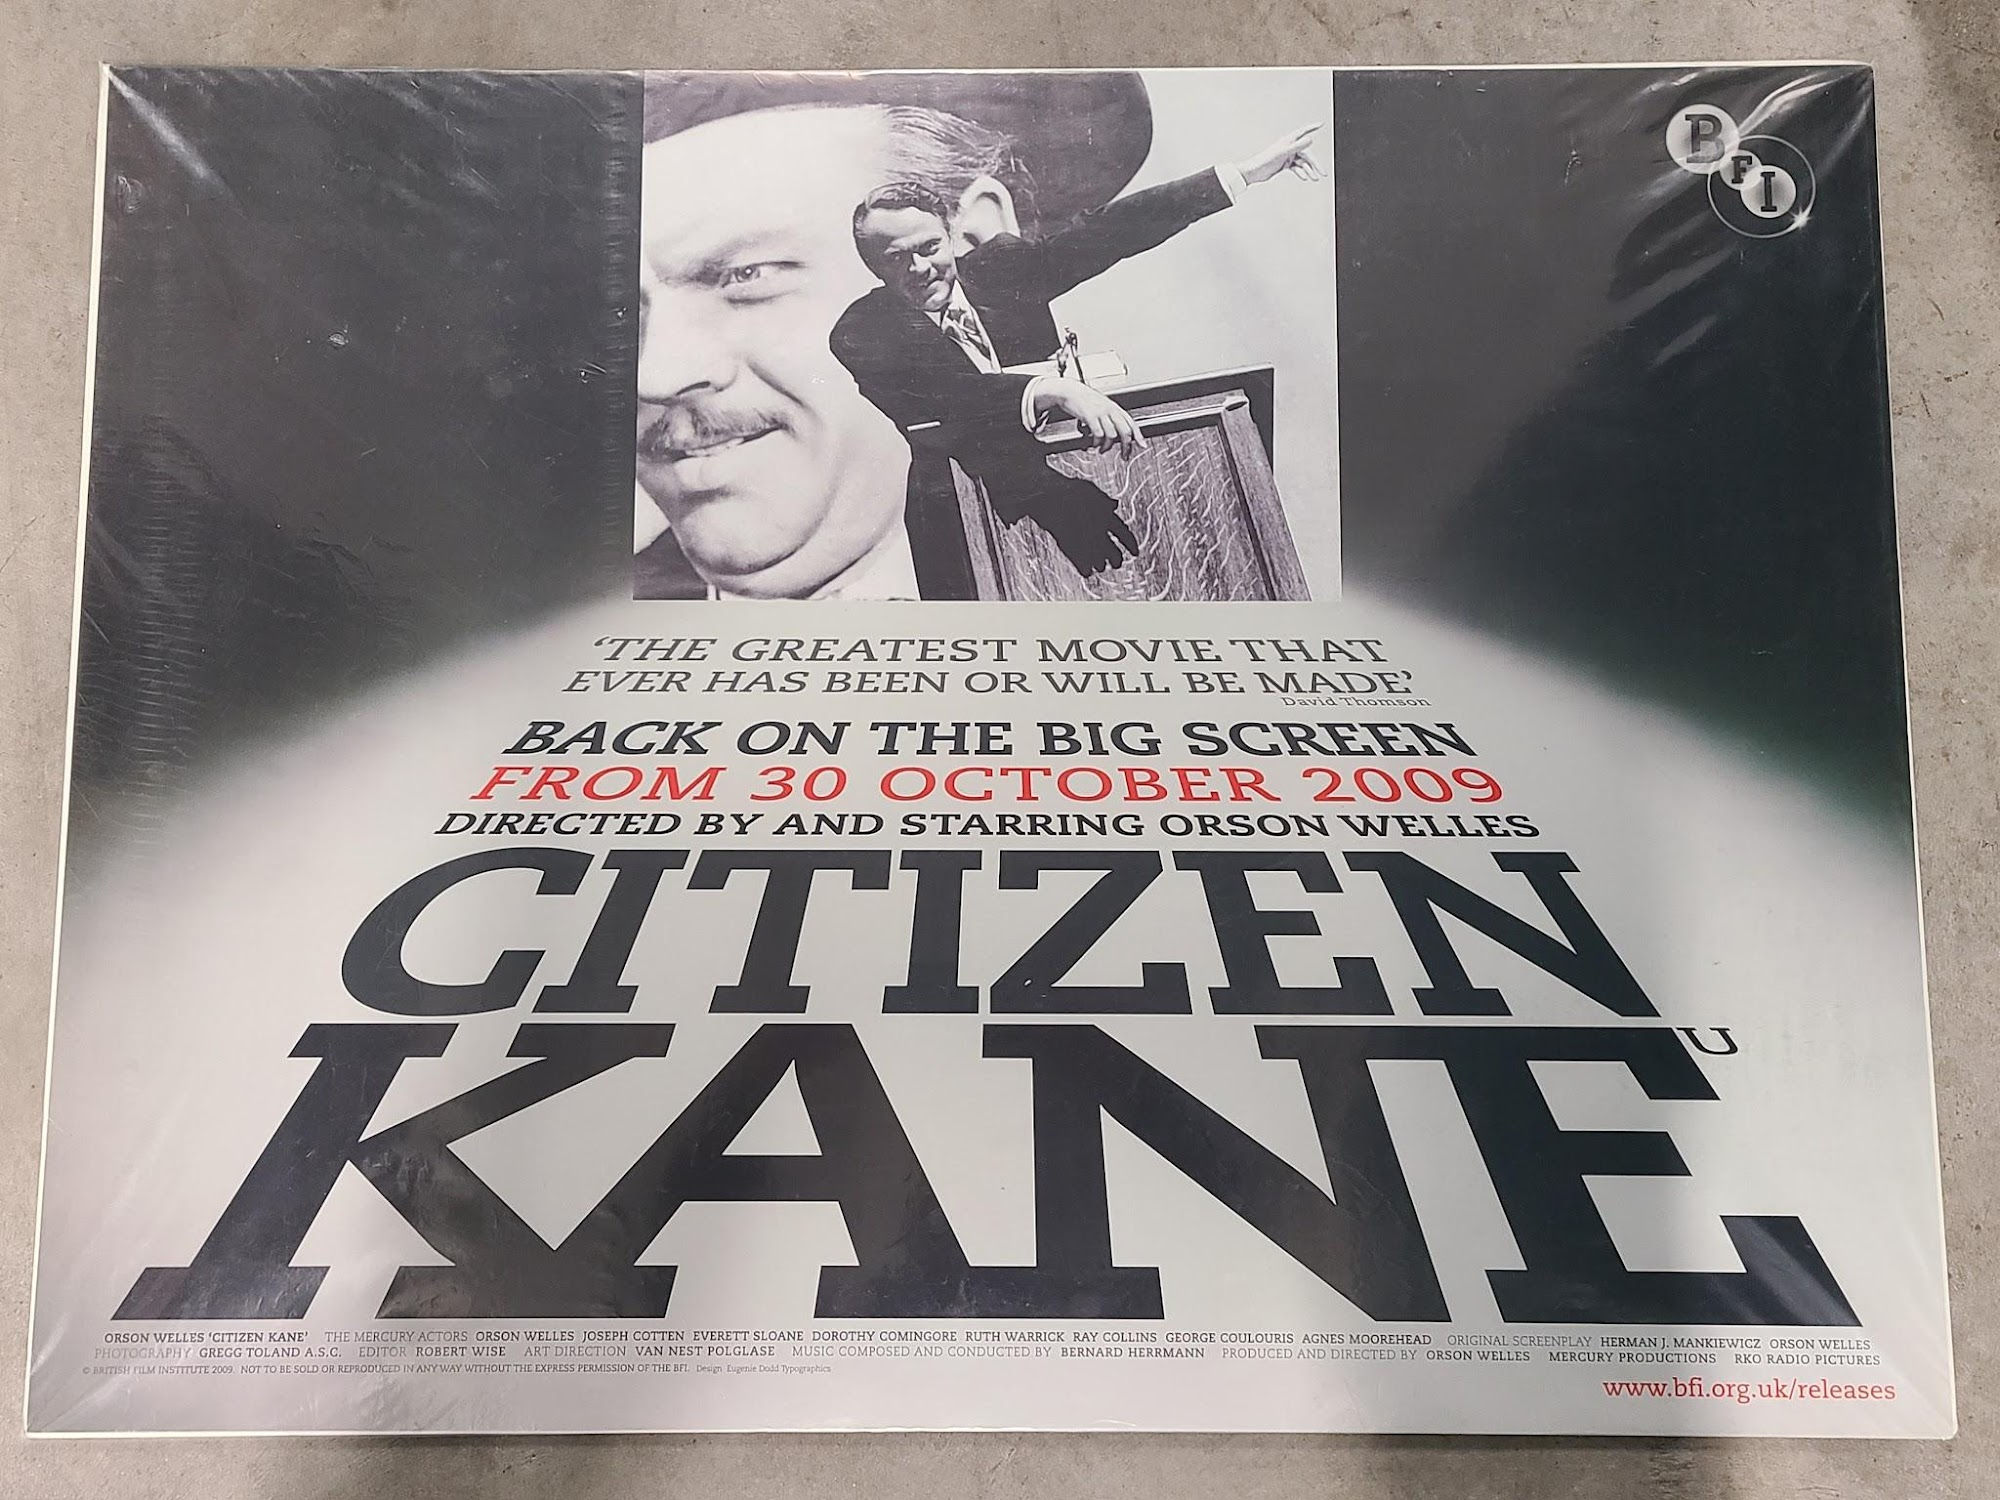 BFI
‘THE GREATEST MOVIE THAT
EVER HAS BEEN OR WILL BE MADE’
David Thomson
BACK ON THE BIG SCREEN
FROM 30 OCTOBER 2009
DIRECTED BY AND STARRING ORSON WELLES
CITIZEN
KANE U
ORSON WELLES ‘CITIZEN KANE’ THE MERCURY ACTORS ORSON WELLES JOSEPH COTTEN EVERETT SLOANE DOROTHY COMINGORE RUTH WARRICK RAY COLLINS GEORGE COULOURIS AGNES MOOREHEAD ORIGINAL SCREENPLAY HERMAN J. MANKIEWICZ ORSON WELLES
PHOTOGRAPHY GREGG TOLAND A.S.C. EDITOR ROBERT WISE ART DIRECTION VAN NEST POLGLASE MUSIC COMPOSED AND CONDUCTED BY BERNARD HERRMANN PRODUCED AND DIRECTED BY ORSON WELLES MERCURY PRODUCTIONS RKO RADIO PICTURES
© BRITISH FILM INSTITUTE 2009. NOT TO BE SOLD OR REPRODUCED IN ANY WAY WITHOUT THE EXPRESS PERMISSION OF THE BFI. Design Eugenie Dodd Typographics
www.bfi.org.uk/releases